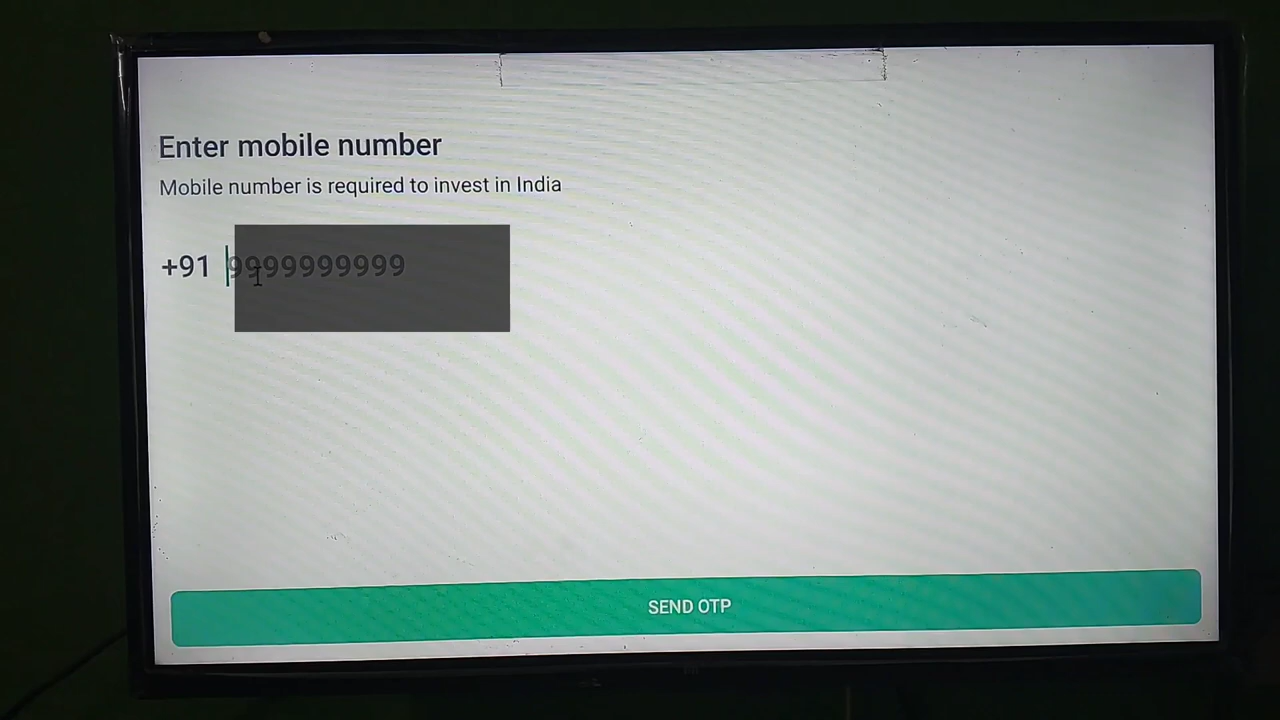 Enter mobile number
Mobile number is required to invest in India
+91 9999999999
SEND OTP